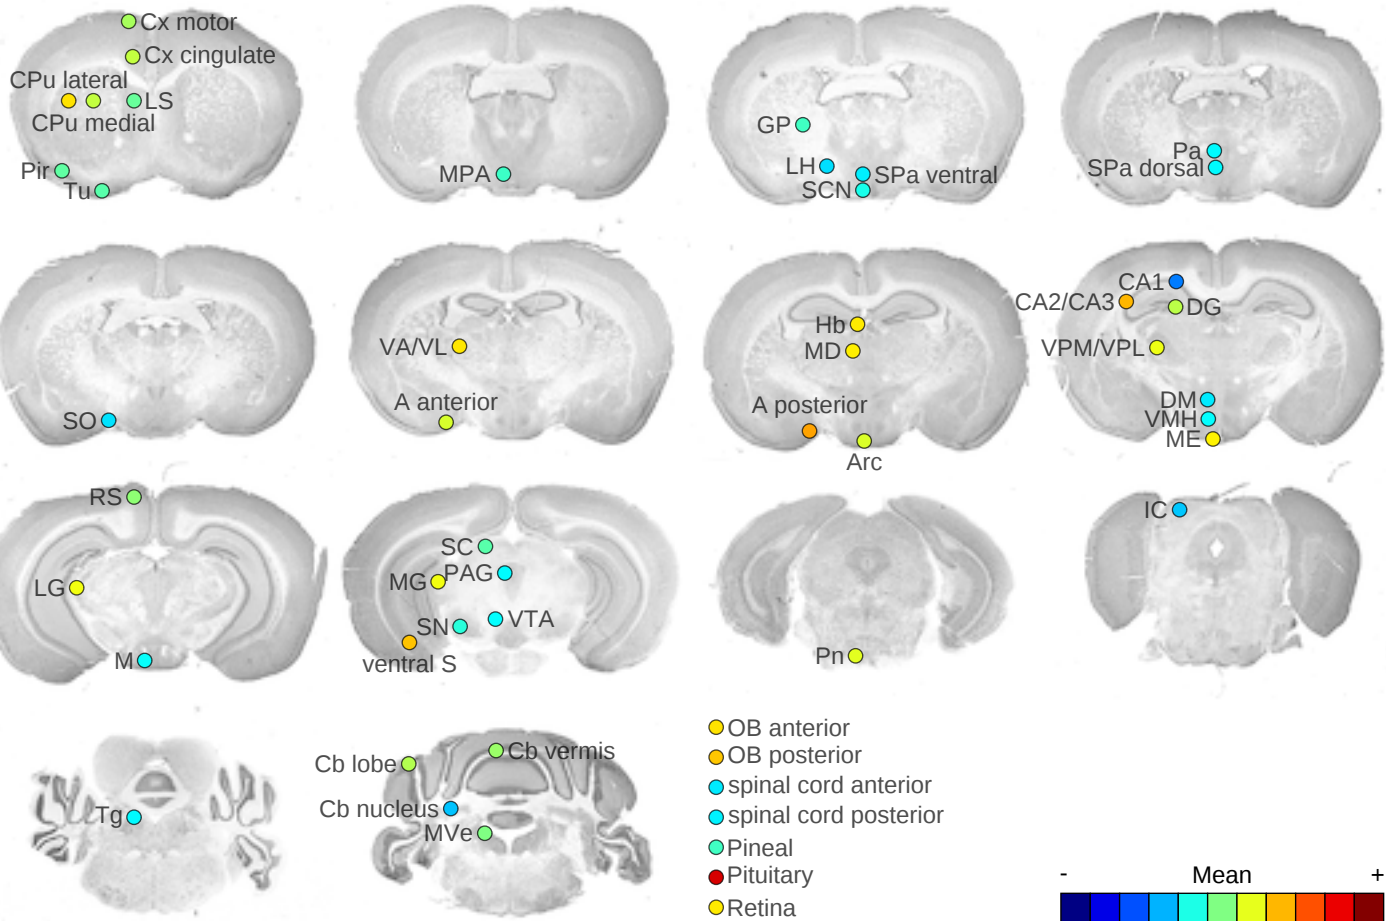 Cx motor
Cx cingulate
CPu lateral
LS
CPu medial
Pir
Tu
MPA
GP
LH
SPa ventral
SCN
Pa
SPa dorsal
SO
VA/VL
A anterior
Hb
MD
A posterior
Arc
CA1
CA2/CA3
DG
VPM/VPL
DM
VMH
ME
RS
LG
M
SC
MG
PAG
SN
VTA
ventral S
Pn
IC
Tg
Cb lobe
Cb vermis
Cb nucleus
MVe
OB anterior
OB posterior
spinal cord anterior
spinal cord posterior
Pineal
Pituitary
Retina
- Mean +